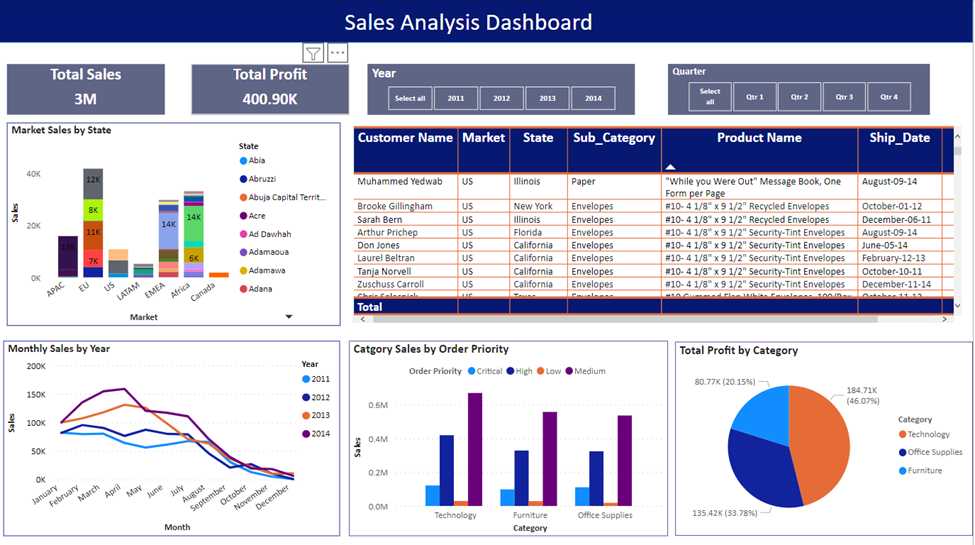 Sales Analysis Dashboard
Total Sales
3M
Total Profit
400.90K
Year
Select all 2011 2012 2013 2014
Quarter
Select all Qtr 1 Qtr 2 Qtr 3 Qtr 4
Market Sales by State
Sales
40K
20K
0K
12K
8K
11K
7K
14K
14K
6K
APAC EU US LATAM EMEA Africa Canada
Market
State
Abia
Abruzzi
Abuja Capital Territ...
Acre
Ad Dawhah
Adamaoua
Adamawa
Adana
Customer Name Market State Sub_Category Product Name Ship_Date
Muhammed Yedwab US Illinois Paper "While you Were Out" Message Book, One Form per Page August-09-14
Brooke Gillingham US New York Envelopes #10- 4 1/8" x 9 1/2" Recycled Envelopes October-01-12
Sarah Bern US Illinois Envelopes #10- 4 1/8" x 9 1/2" Recycled Envelopes December-06-11
Arthur Prichep US Florida Envelopes #10- 4 1/8" x 9 1/2" Security-Tint Envelopes August-09-14
Don Jones US California Envelopes #10- 4 1/8" x 9 1/2" Security-Tint Envelopes June-05-14
Laurel Beltran US California Envelopes #10- 4 1/8" x 9 1/2" Security-Tint Envelopes February-12-13
Tanja Norvell US California Envelopes #10- 4 1/8" x 9 1/2" Security-Tint Envelopes October-10-11
Zuschuss Carroll US California Envelopes #10- 4 1/8" x 9 1/2" Security-Tint Envelopes December-11-14
Total
Monthly Sales by Year
Sales
200K
150K
100K
50K
0K
January February March April May June July August September October November December
Month
Year
2011
2012
2013
2014
Catgory Sales by Order Priority
Order Priority Critical High Low Medium
Sales
0.6M
0.4M
0.2M
0.0M
Technology Furniture Office Supplies
Category
Total Profit by Category
80.77K (20.15%)
184.71K
(46.07%)
135.42K (33.78%)
Category
Technology
Office Supplies
Furniture